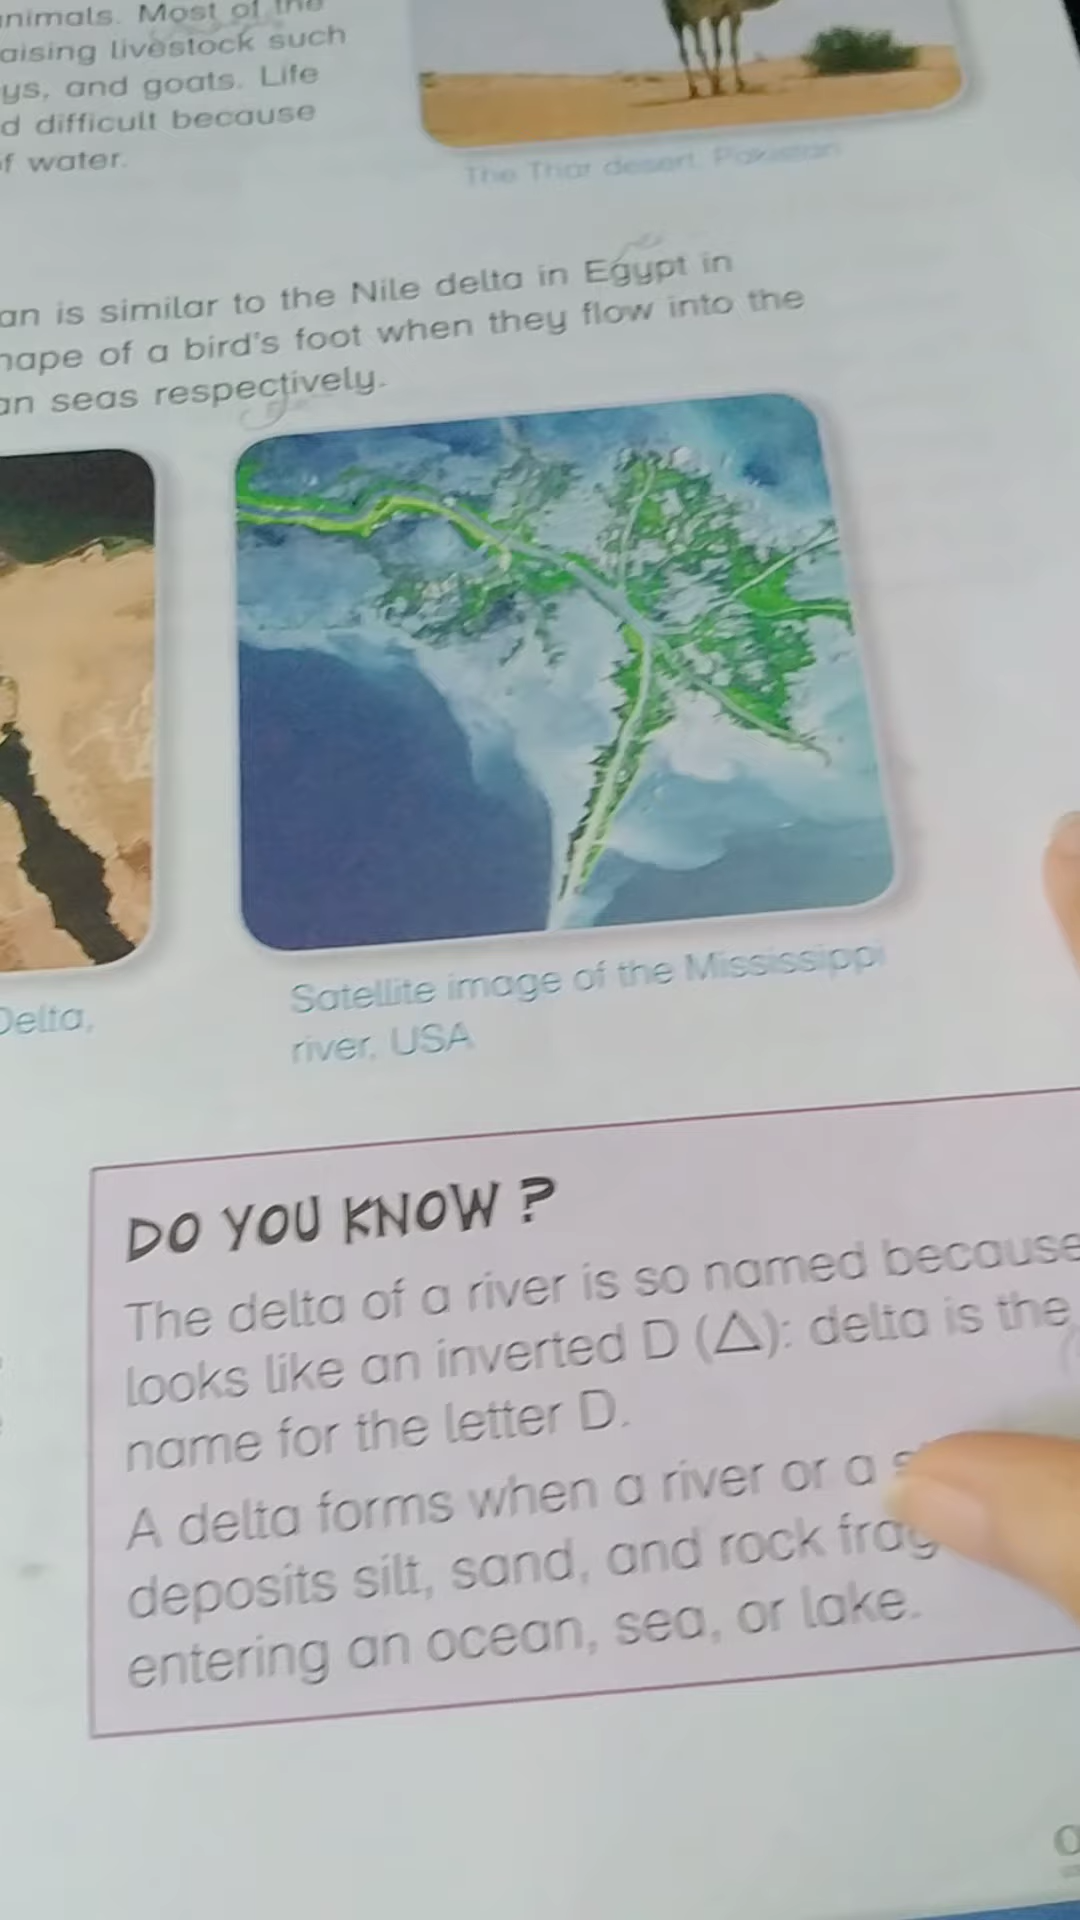 Most of the
aising livestock such
ys, and goats. Life
d difficult because
f water.
The Thar desert, Pakistan
an is similar to the Nile delta in Egypt in
hape of a bird's foot when they flow into the
an seas respectively.
Delta,
Satellite image of the Mississippi
river, USA
DO YOU KNOW?
The delta of a river is so named because
looks like an inverted D (△): delta is the
name for the letter D.
A delta forms when a river or a
deposits silt, sand, and rock frag
entering an ocean, sea, or lake.